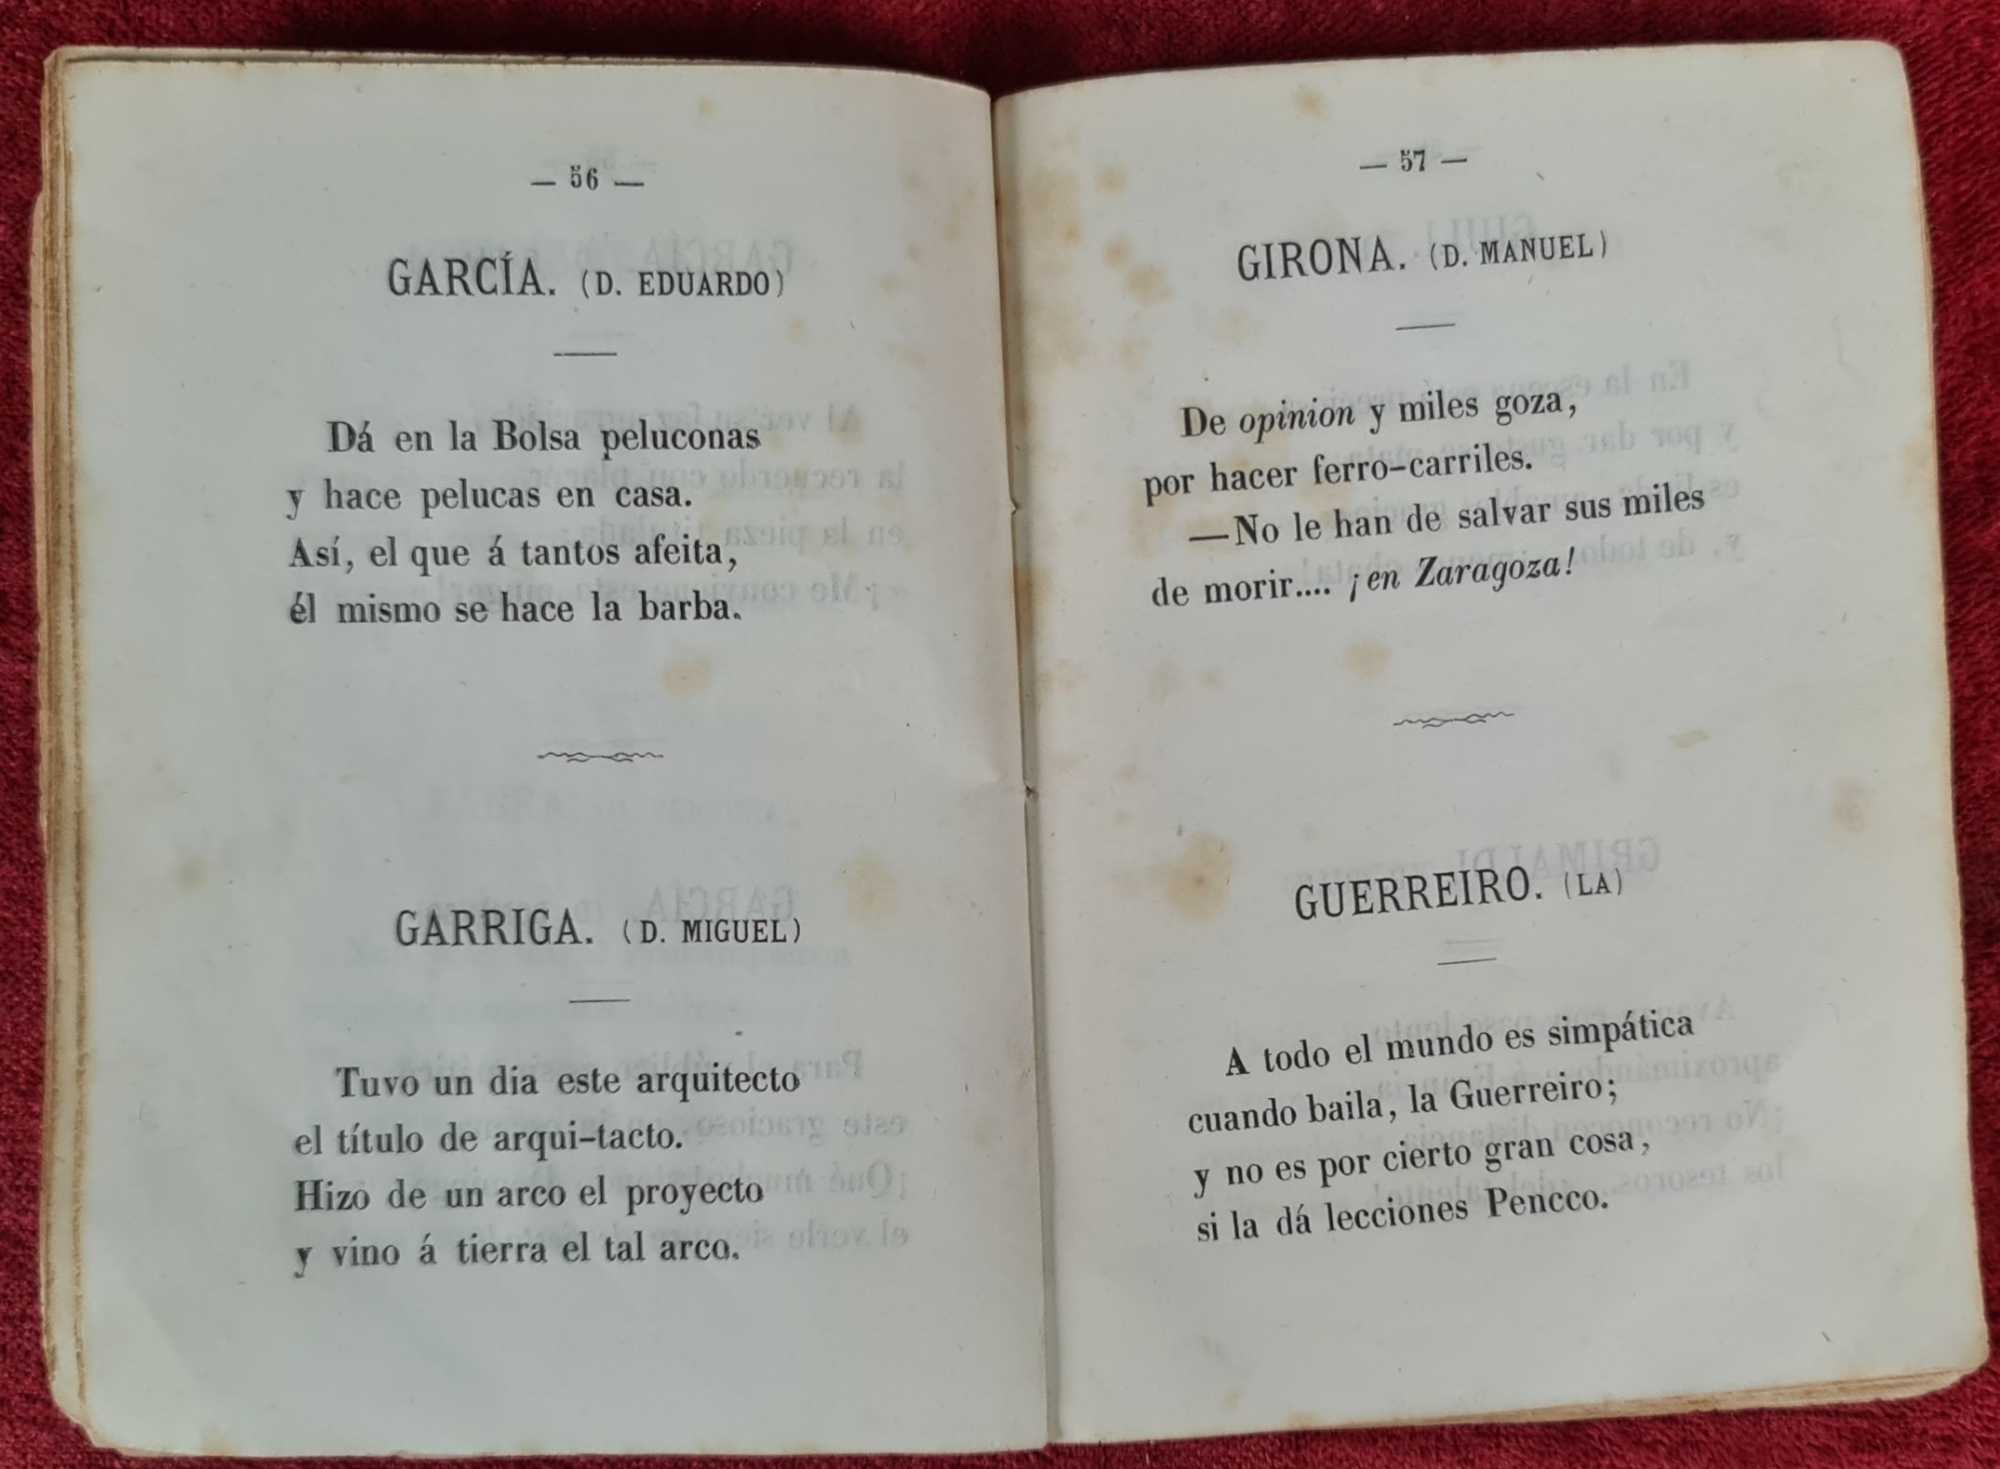 — 56 —
GARCÍA. (D. EDUARDO)
Dá en la Bolsa peluconas
y hace pelucas en casa.
Así, el que á tantos afeita,
él mismo se hace la barba.
GARRIGA. (D. MIGUEL)
Tuvo un dia este arquitecto
el título de arqui-tacto.
Hizo de un arco el proyecto
y vino á tierra el tal arco.
— 57 —
GIRONA. (D. MANUEL)
De opinion y miles goza,
por hacer ferro-carriles.
—No le han de salvar sus miles
de morir.... ¡en Zaragoza!
GUERREIRO. (LA)
A todo el mundo es simpática
cuando baila, la Guerreiro;
y no es por cierto gran cosa,
si la dá lecciones Pencco.